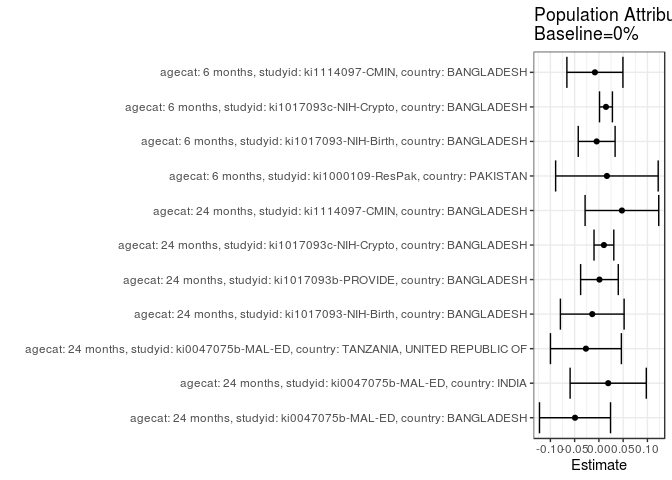 Population Attribu
Baseline=0%
agecat: 6 months, studyid: ki1114097-CMIN, country: BANGLADESH
agecat: 6 months, studyid: ki1017093c-NIH-Crypto, country: BANGLADESH
agecat: 6 months, studyid: ki1017093-NIH-Birth, country: BANGLADESH
agecat: 6 months, studyid: ki1000109-ResPak, country: PAKISTAN
agecat: 24 months, studyid: ki1114097-CMIN, country: BANGLADESH
agecat: 24 months, studyid: ki1017093c-NIH-Crypto, country: BANGLADESH
agecat: 24 months, studyid: ki1017093b-PROVIDE, country: BANGLADESH
agecat: 24 months, studyid: ki1017093-NIH-Birth, country: BANGLADESH
agecat: 24 months, studyid: ki0047075b-MAL-ED, country: TANZANIA, UNITED REPUBLIC OF
agecat: 24 months, studyid: ki0047075b-MAL-ED, country: INDIA
agecat: 24 months, studyid: ki0047075b-MAL-ED, country: BANGLADESH
-0.10 -0.05 0.00 0.05 0.10
Estimate